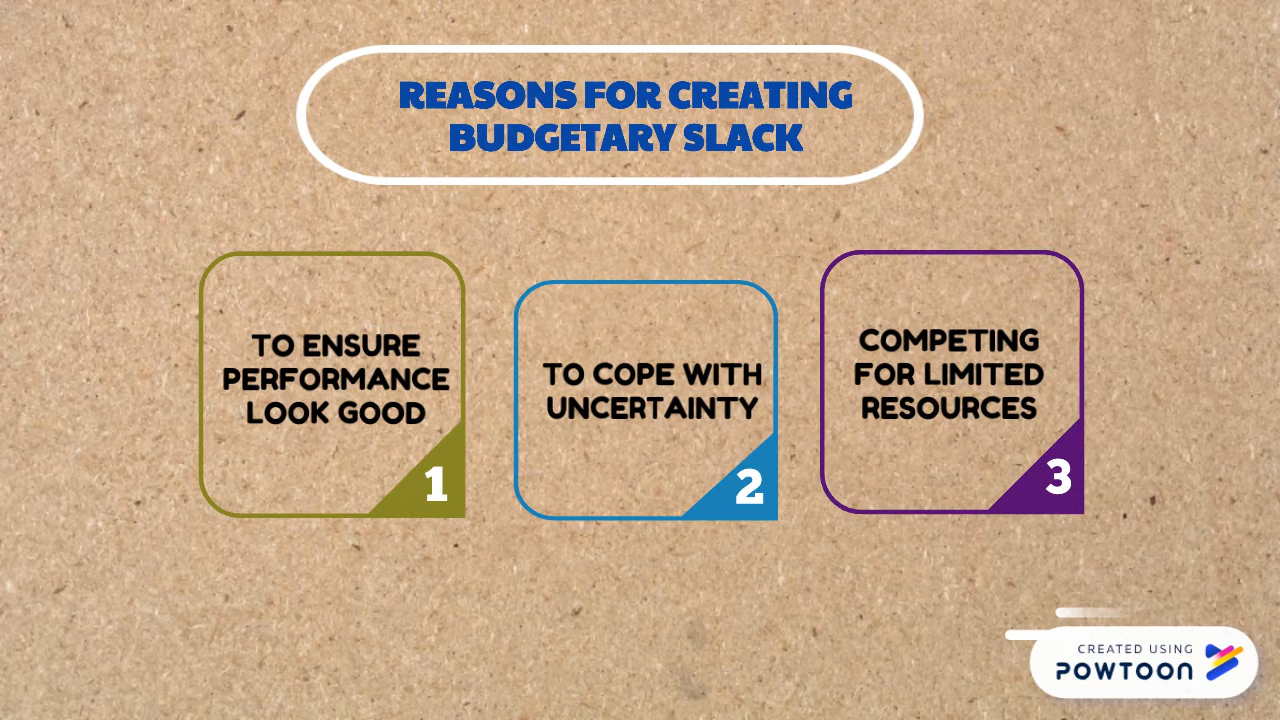 REASONS FOR CREATING
BUDGETARY SLACK
TO ENSURE
PERFORMANCE
LOOK GOOD
1
TO COPE WITH
UNCERTAINTY
2
COMPETING
FOR LIMITED
RESOURCES
3
CREATED USING
POWTOON